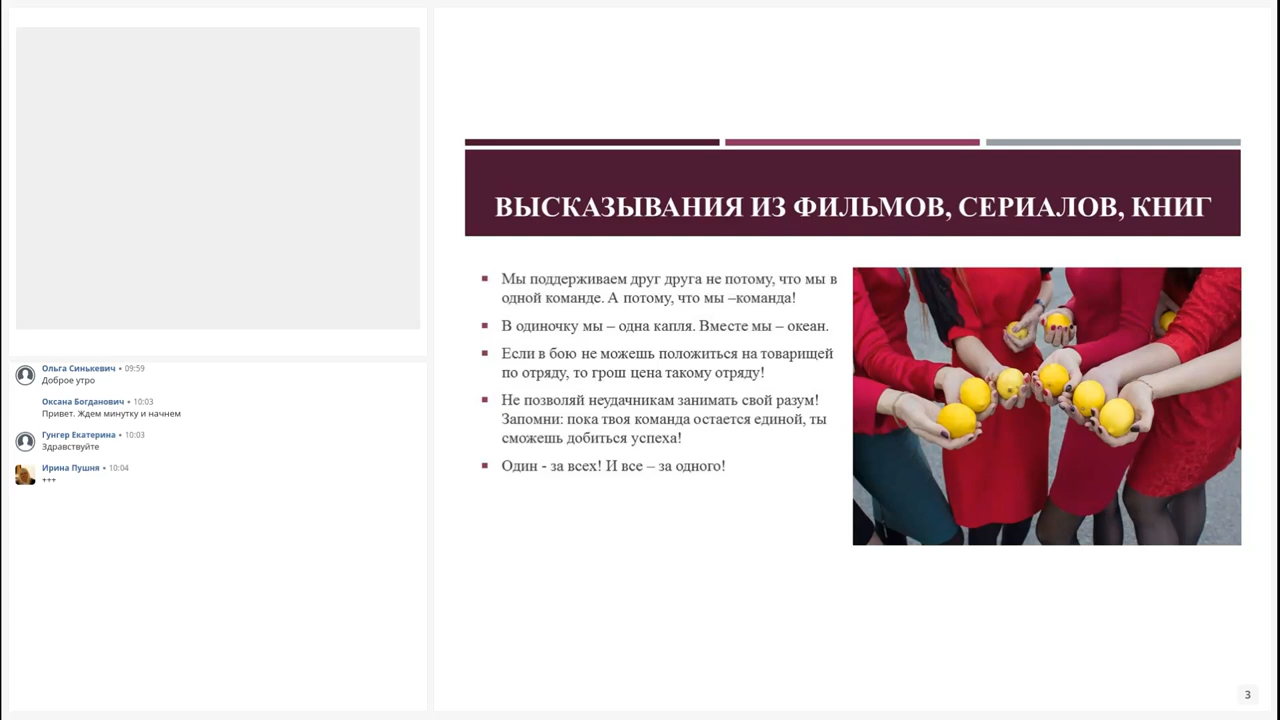 Ольга Синькевич • 09:59
Доброе утро
Оксана Богданович • 10:03
Привет. Ждем минутку и начнем
Гунгер Екатерина • 10:03
Здравствуйте
Ирина Пушня • 10:04
+++
ВЫСКАЗЫВАНИЯ ИЗ ФИЛЬМОВ, СЕРИАЛОВ, КНИГ
Мы поддерживаем друг друга не потому, что мы в
одной команде. А потому, что мы –команда!
В одиночку мы – одна капля. Вместе мы – океан.
Если в бою не можешь положиться на товарищей
по отряду, то грош цена такому отряду!
Не позволяй неудачникам занимать свой разум!
Запомни: пока твоя команда остается единой, ты
сможешь добиться успеха!
Один - за всех! И все – за одного!
3